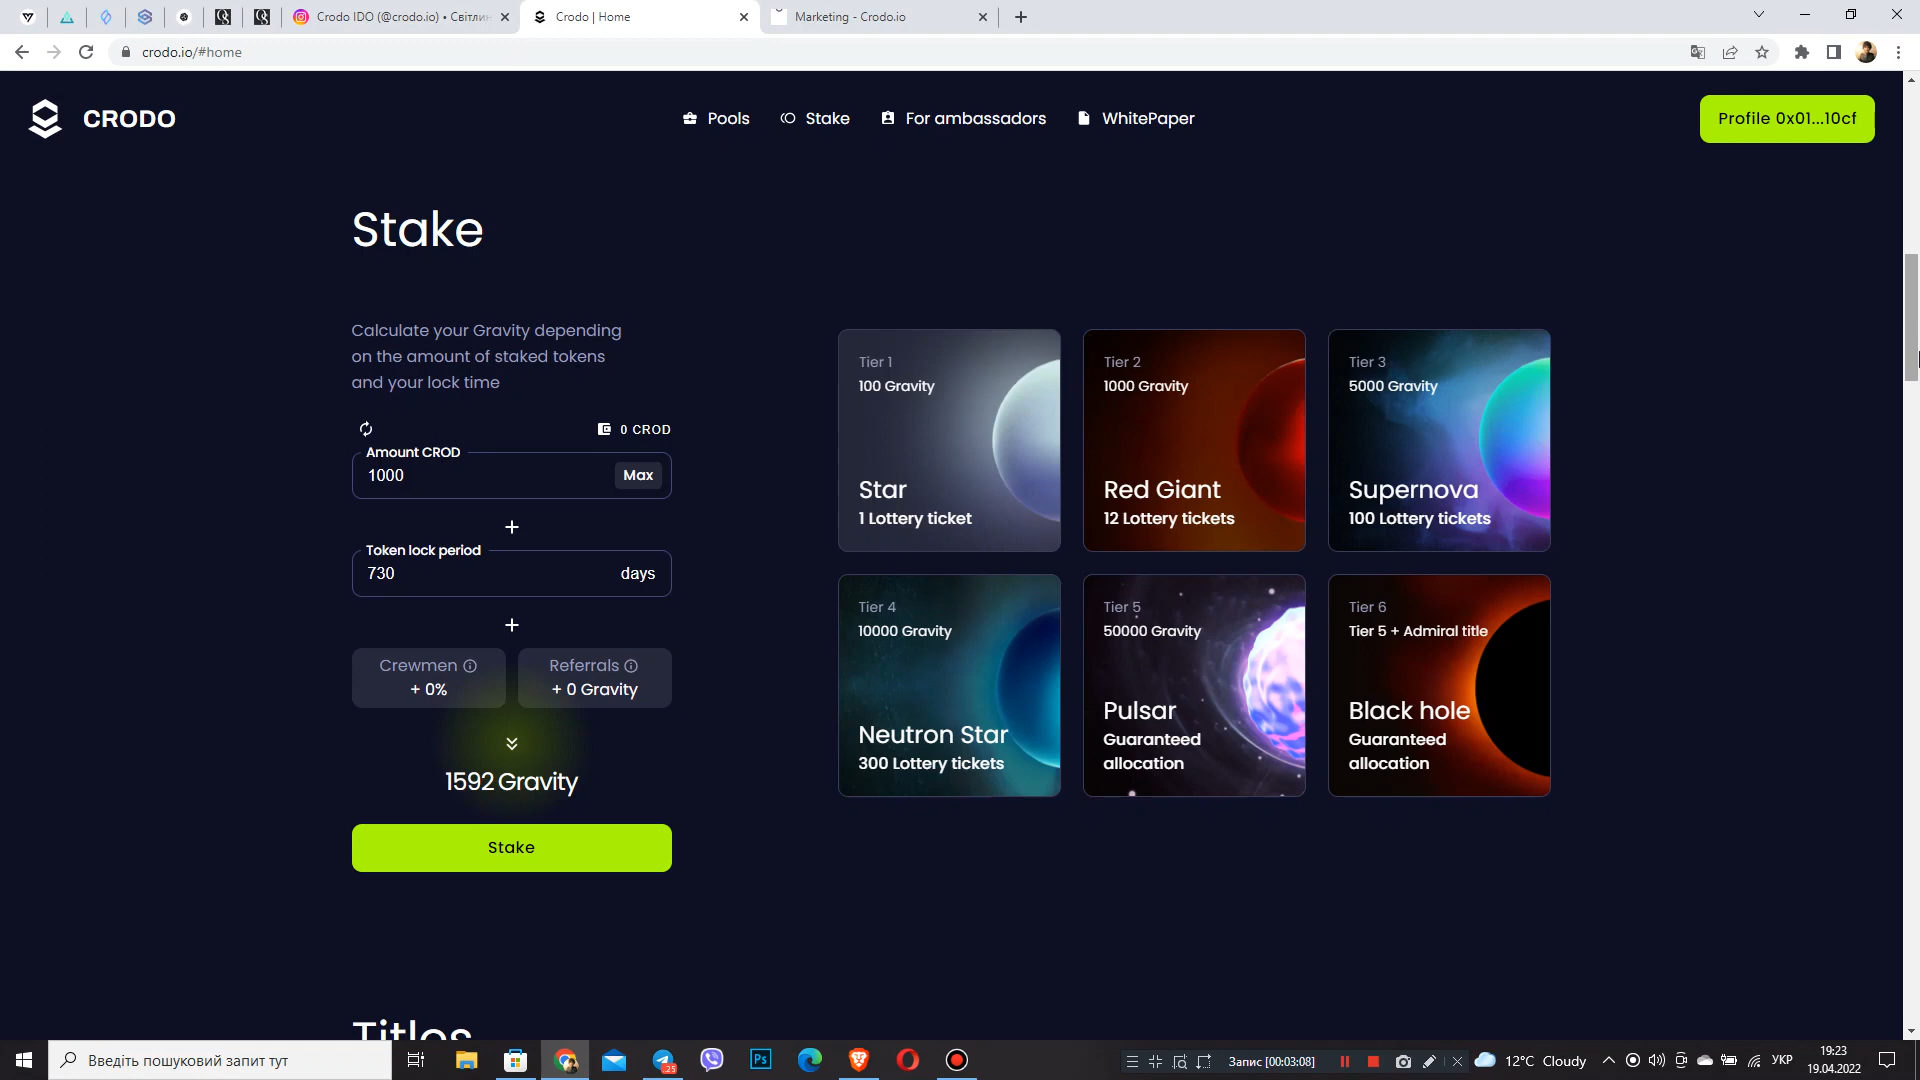 Crodo IDO (@crodo.io) • Світлин
Crodo | Home
Marketing - Crodo.io
crodo.io/#home
CRODO
Pools
Stake
For ambassadors
WhitePaper
Profile 0x01...10cf
Stake
Calculate your Gravity depending
on the amount of staked tokens
and your lock time
0 CROD
Amount CROD
1000
Max
+
Token lock period
730
days
+
Crewmen
+ 0%
Referrals
+ 0 Gravity
1592 Gravity
Stake
Tier 1
100 Gravity
Star
1 Lottery ticket
Tier 2
1000 Gravity
Red Giant
12 Lottery tickets
Tier 3
5000 Gravity
Supernova
100 Lottery tickets
Tier 4
10000 Gravity
Neutron Star
300 Lottery tickets
Tier 5
50000 Gravity
Pulsar
Guaranteed
allocation
Tier 6
Tier 5 + Admiral title
Black hole
Guaranteed
allocation
Titles
Введіть пошуковий запит тут
25
Ps
Запис [00:03:08]
12°C Cloudy
УКР
19:23
19.04.2022